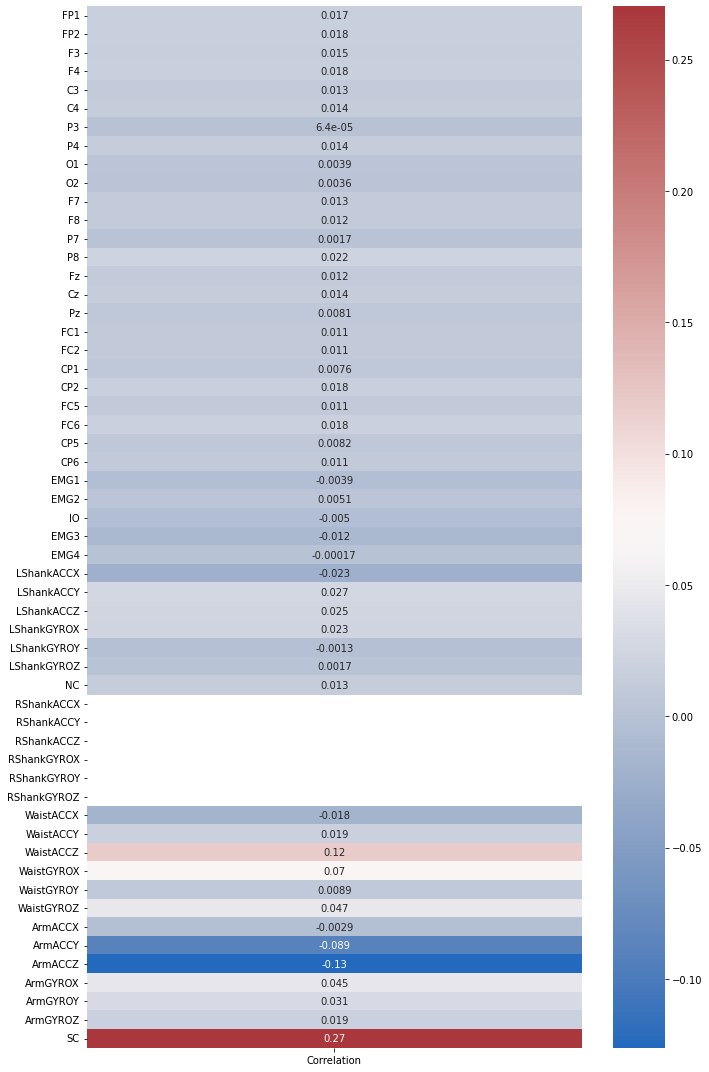 FP1 0.017
FP2 0.018
F3 0.015
F4 0.018
C3 0.013
C4 0.014
P3 6.4e-05
P4 0.014
O1 0.0039
O2 0.0036
F7 0.013
F8 0.012
P7 0.0017
P8 0.022
Fz 0.012
Cz 0.014
Pz 0.0081
FC1 0.011
FC2 0.011
CP1 0.0076
CP2 0.018
FC5 0.011
FC6 0.018
CP5 0.0082
CP6 0.011
EMG1 -0.0039
EMG2 0.0051
IO -0.005
EMG3 -0.012
EMG4 -0.00017
LShankACCX -0.023
LShankACCY 0.027
LShankACCZ 0.025
LShankGYROX 0.023
LShankGYROY -0.0013
LShankGYROZ 0.0017
NC 0.013
RShankACCX
RShankACCY
RShankACCZ
RShankGYROX
RShankGYROY
RShankGYROZ
WaistACCX -0.018
WaistACCY 0.019
WaistACCZ 0.12
WaistGYROX 0.07
WaistGYROY 0.0089
WaistGYROZ 0.047
ArmACCX -0.0029
ArmACCY -0.089
ArmACCZ -0.13
ArmGYROX 0.045
ArmGYROY 0.031
ArmGYROZ 0.019
SC 0.27
Correlation
0.25
0.20
0.15
0.10
0.05
0.00
−0.05
−0.10